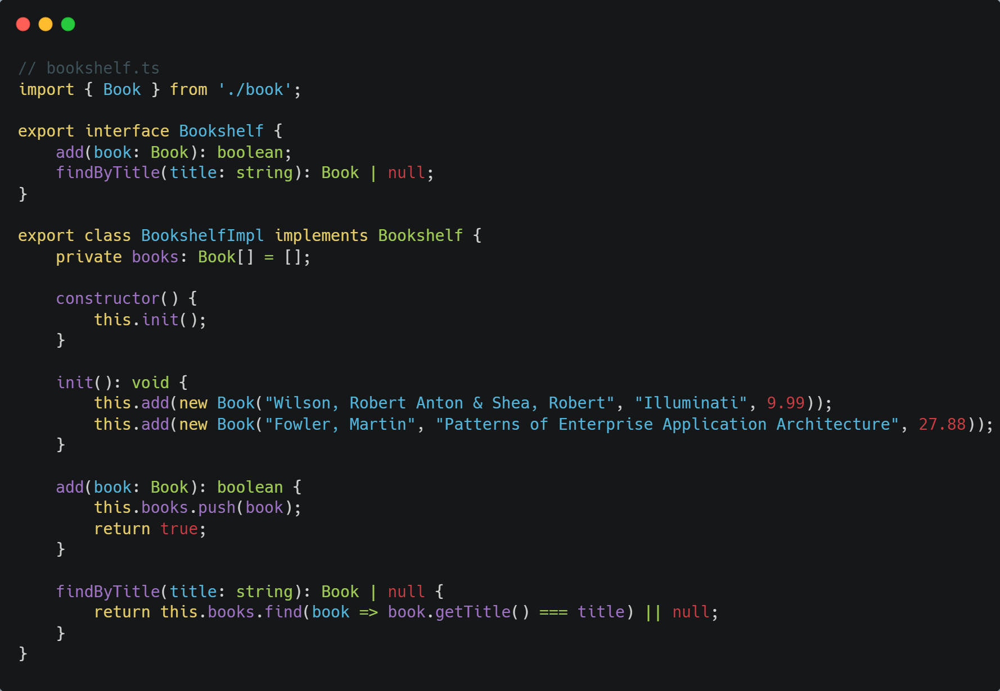 // bookshelf.ts
import { Book } from './book';

export interface Bookshelf {
    add(book: Book): boolean;
    findByTitle(title: string): Book | null;
}

export class BookshelfImpl implements Bookshelf {
    private books: Book[] = [];

    constructor() {
        this.init();
    }

    init(): void {
        this.add(new Book("Wilson, Robert Anton & Shea, Robert", "Illuminati", 9.99));
        this.add(new Book("Fowler, Martin", "Patterns of Enterprise Application Architecture", 27.88));
    }

    add(book: Book): boolean {
        this.books.push(book);
        return true;
    }

    findByTitle(title: string): Book | null {
        return this.books.find(book => book.getTitle() === title) || null;
    }
}